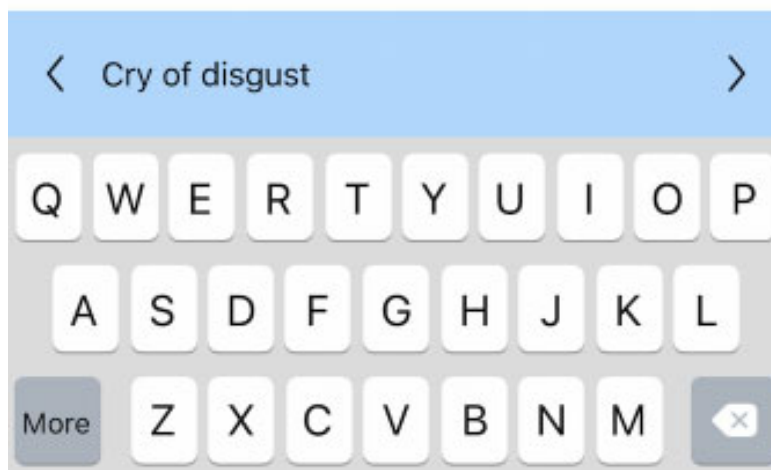 Cry of disgust
Q W E R T Y U I O P
A S D F G H J K L
More Z X C V B N M